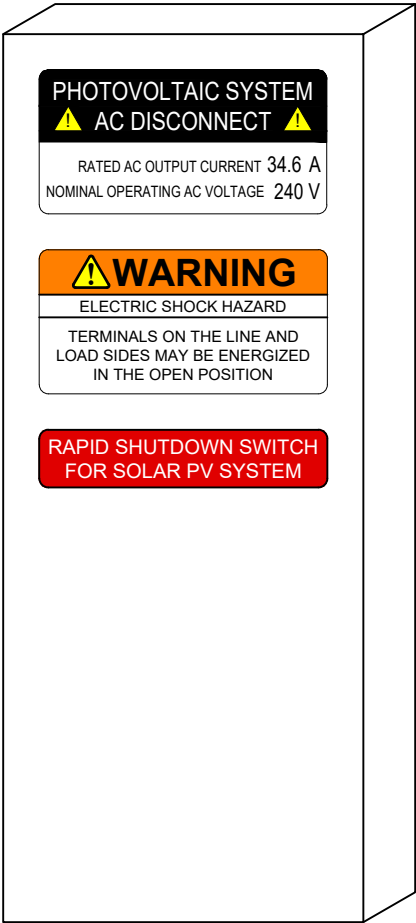 PHOTOVOLTAIC SYSTEM
AC DISCONNECT
RATED AC OUTPUT CURRENT 34.6 A
NOMINAL OPERATING AC VOLTAGE 240 V
WARNING
ELECTRIC SHOCK HAZARD
TERMINALS ON THE LINE AND
LOAD SIDES MAY BE ENERGIZED
IN THE OPEN POSITION
RAPID SHUTDOWN SWITCH
FOR SOLAR PV SYSTEM